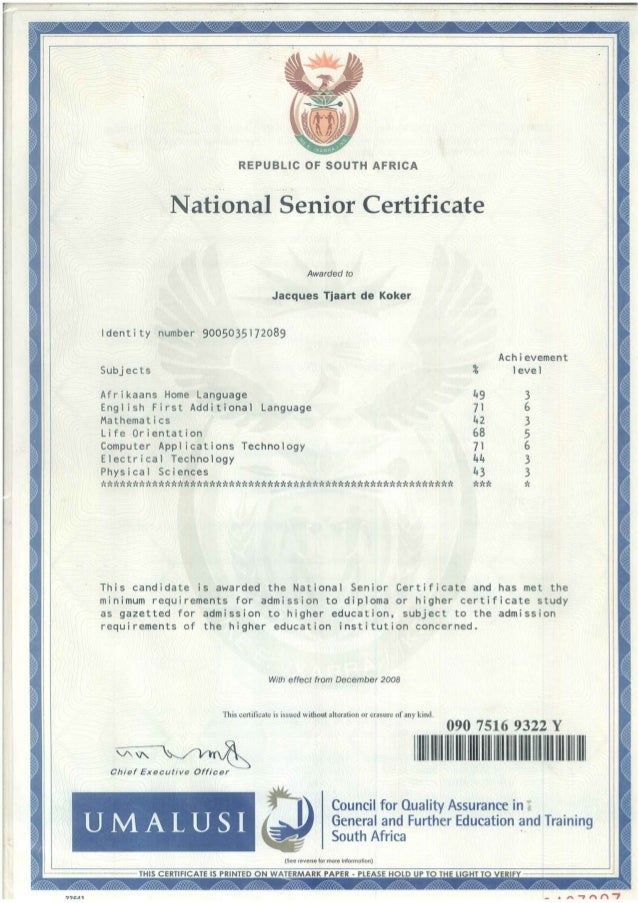 REPUBLIC OF SOUTH AFRICA
National Senior Certificate
Awarded to
Jacques Tjaart de Koker
Identity number 9005035172089
Achievement
Subjects % level
Afrikaans Home Language 49 3
English First Additional Language 71 6
Mathematics 42 3
Life Orientation 68 5
Computer Applications Technology 71 6
Electrical Technology 44 3
Physical Sciences 43 3
******************************************************* *** *
This candidate is awarded the National Senior Certificate and has met the
minimum requirements for admission to diploma or higher certificate study
as gazetted for admission to higher education, subject to the admission
requirements of the higher education institution concerned.
With effect from December 2008
This certificate is issued without alteration or erasure of any kind.
090 7516 9322 Y
Chief Executive Officer
UMALUSI
Council for Quality Assurance in
General and Further Education and Training
South Africa
(See reverse for more information)
THIS CERTIFICATE IS PRINTED ON WATERMARK PAPER - PLEASE HOLD UP TO THE LIGHT TO VERIFY